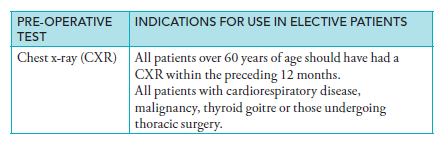 PRE-OPERATIVE TEST
INDICATIONS FOR USE IN ELECTIVE PATIENTS
Chest x-ray (CXR)
All patients over 60 years of age should have had a
CXR within the preceding 12 months.
All patients with cardiorespiratory disease,
malignancy, thyroid goitre or those undergoing
thoracic surgery.